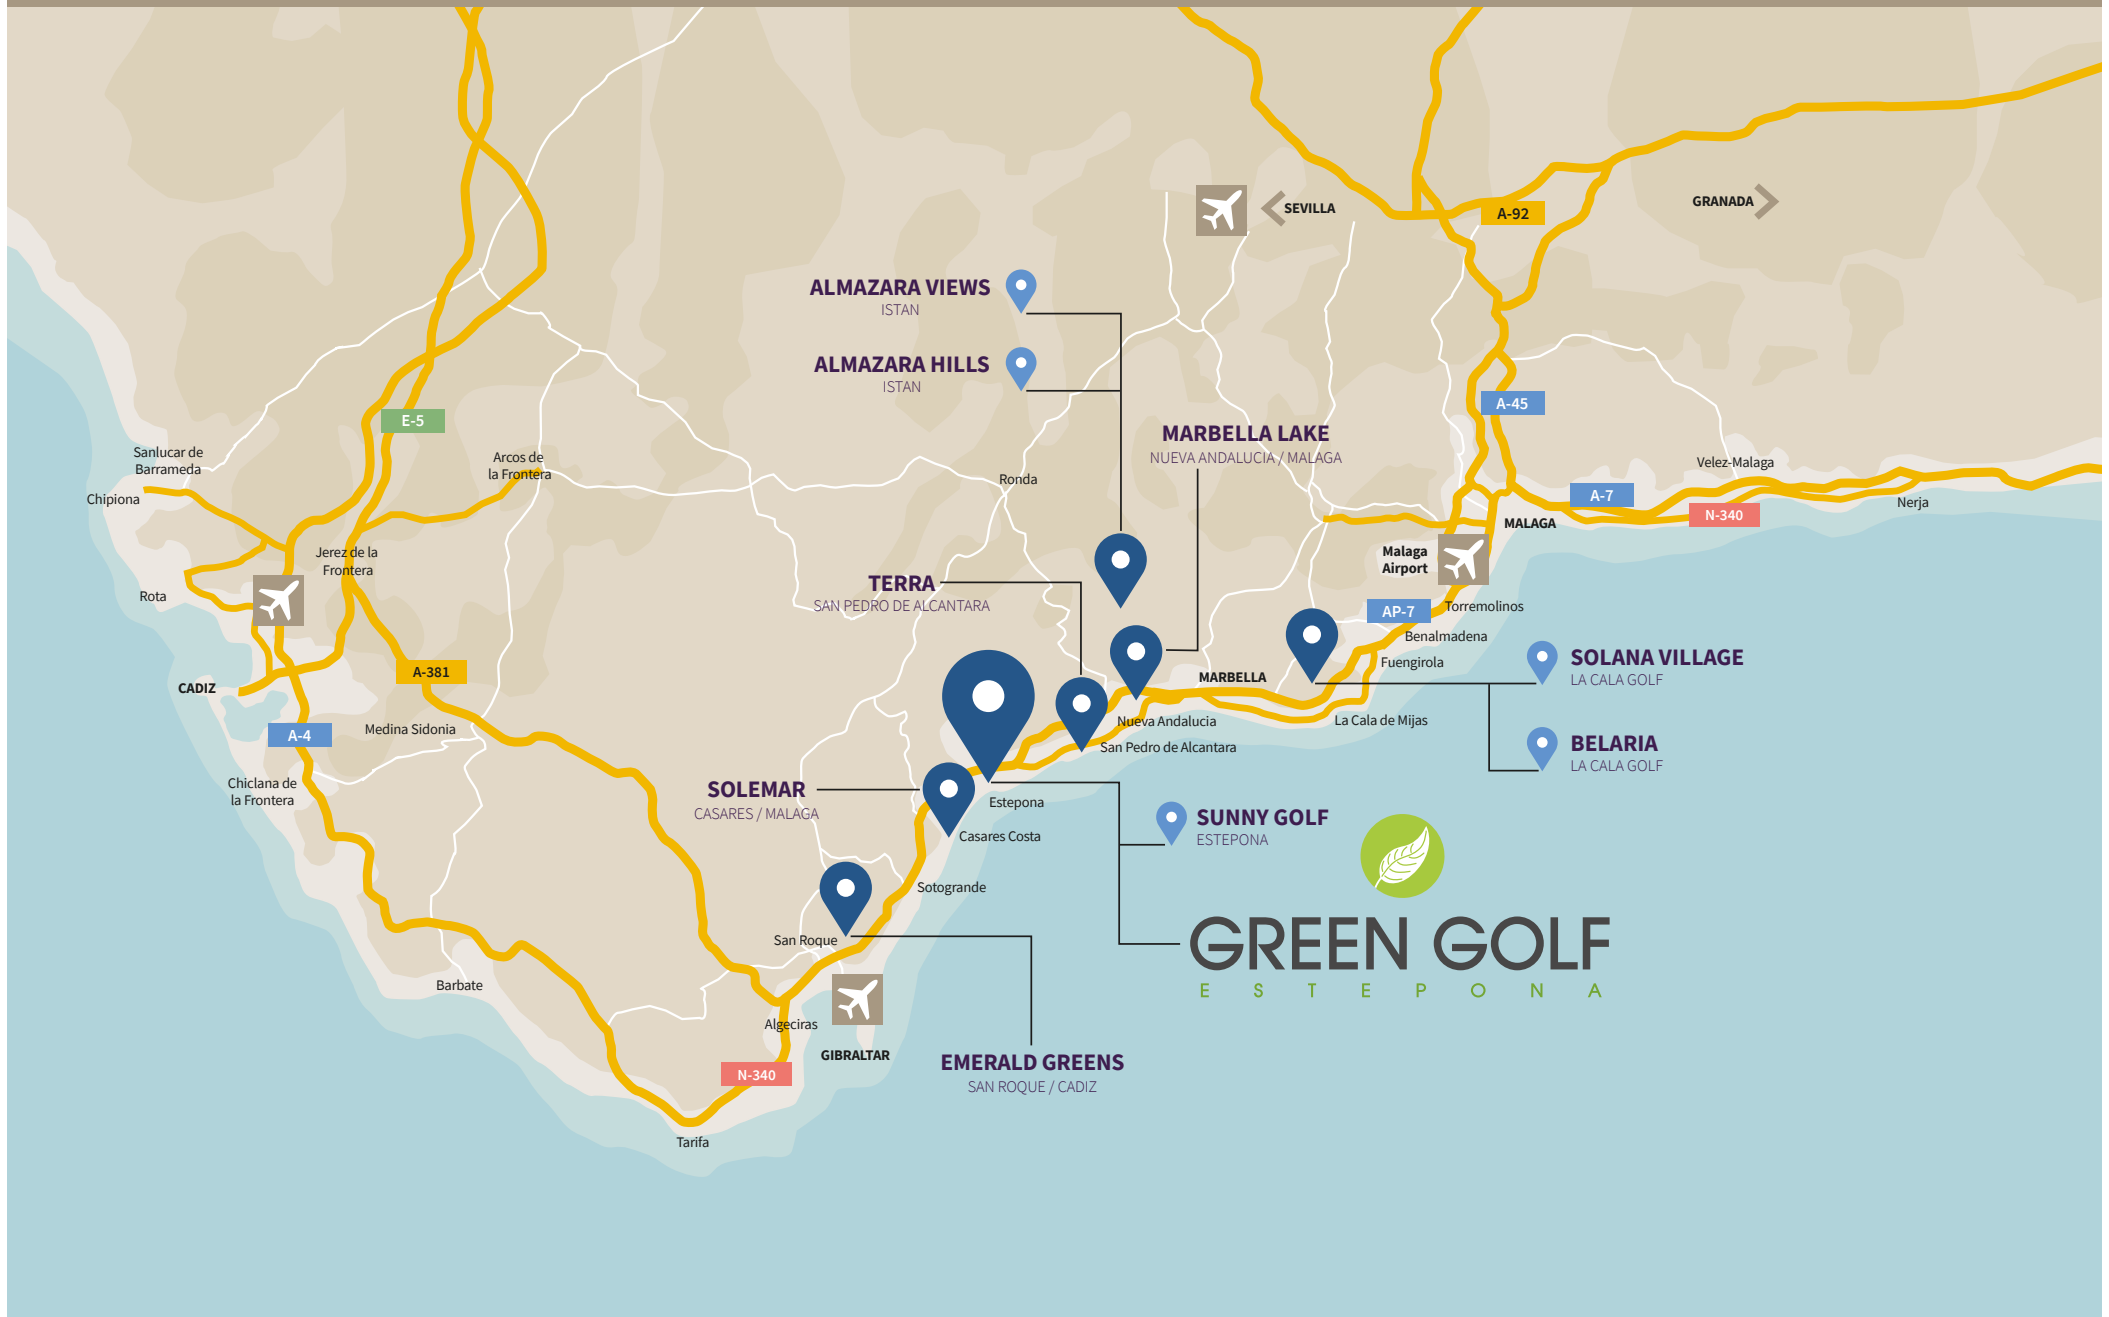 SEVILLA
GRANADA
A-92
ALMAZARA VIEWS
ISTAN
ALMAZARA HILLS
ISTAN
A-45
E-5
MARBELLA LAKE
NUEVA ANDALUCIA / MALAGA
Sanlucar de
Barrameda
Chipiona
Arcos de
la Frontera
Ronda
Velez-Malaga
A-7
N-340
Nerja
MALAGA
Malaga
Airport
Jerez de la
Frontera
Rota
TERRA
SAN PEDRO DE ALCANTARA
AP-7
Torremolinos
Benalmadena
Fuengirola
SOLANA VILLAGE
LA CALA GOLF
A-381
CADIZ
MARBELLA
Nueva Andalucia
La Cala de Mijas
San Pedro de Alcantara
BELARIA
LA CALA GOLF
A-4
Medina Sidonia
Chiclana de
la Frontera
SOLEMAR
CASARES / MALAGA
Estepona
Casares Costa
SUNNY GOLF
ESTEPONA
Sotogrande
San Roque
GREEN GOLF
ESTEPONA
Barbate
Algeciras
GIBRALTAR
EMERALD GREENS
SAN ROQUE / CADIZ
N-340
Tarifa